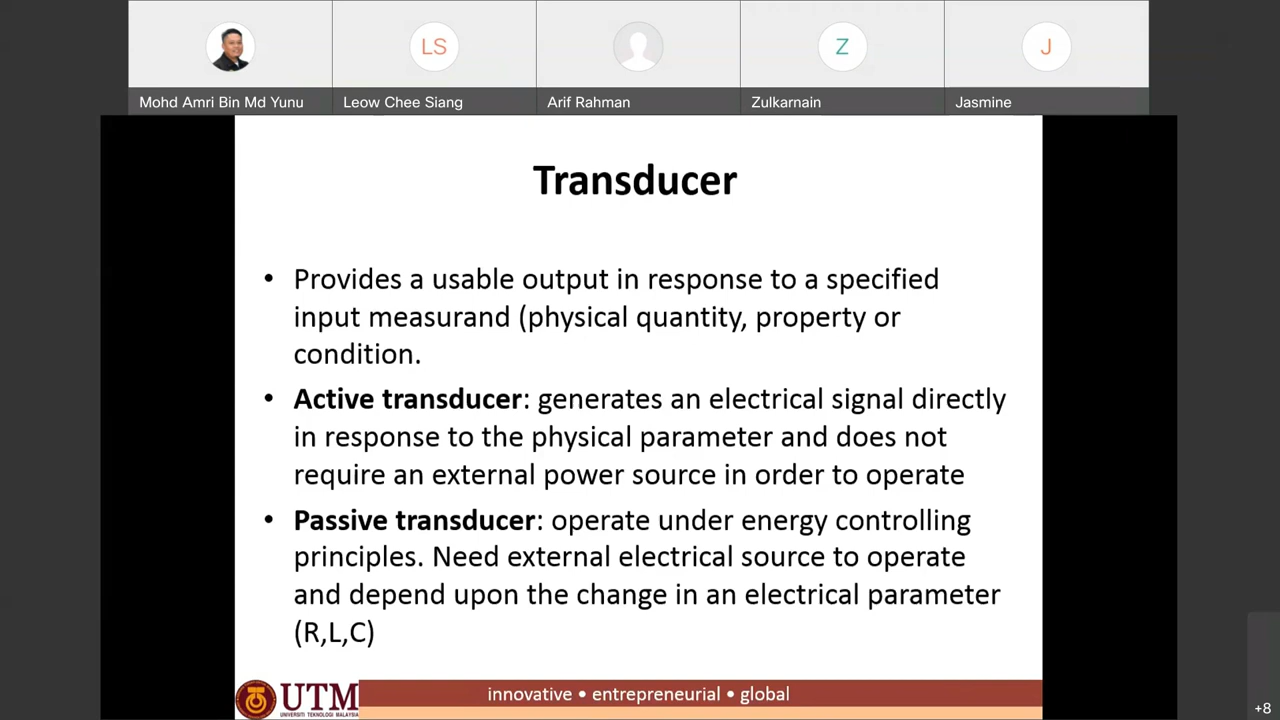 LS
Z
J
Mohd Amri Bin Md Yunu
Leow Chee Siang
Arif Rahman
Zulkarnain
Jasmine
Transducer
• Provides a usable output in response to a specified
input measurand (physical quantity, property or
condition.
• Active transducer: generates an electrical signal directly
in response to the physical parameter and does not
require an external power source in order to operate
• Passive transducer: operate under energy controlling
principles. Need external electrical source to operate
and depend upon the change in an electrical parameter
(R,L,C)
UTM
UNIVERSITI TEKNOLOGI MALAYSIA
innovative • entrepreneurial • global
+8